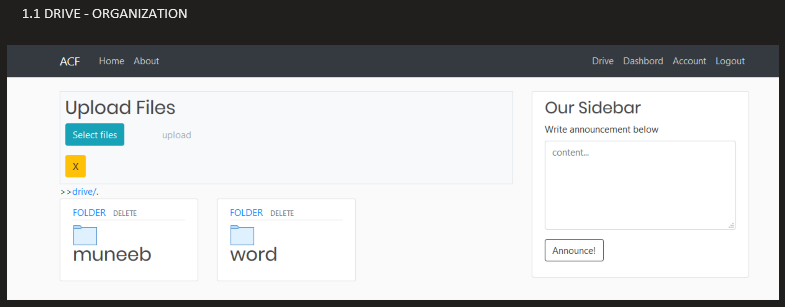 1.1 DRIVE - ORGANIZATION
ACF Home About Drive Dashbord Account Logout
Upload Files
Select files upload
X
>>drive/.
FOLDER DELETE
muneeb
FOLDER DELETE
word
Our Sidebar
Write announcement below
content...
Announce!